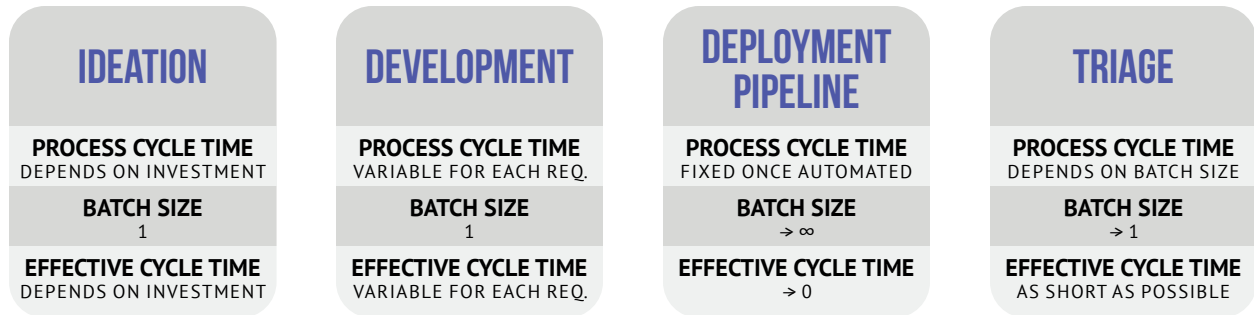 IDEATION
PROCESS CYCLE TIME
DEPENDS ON INVESTMENT
BATCH SIZE
1
EFFECTIVE CYCLE TIME
DEPENDS ON INVESTMENT
DEVELOPMENT
PROCESS CYCLE TIME
VARIABLE FOR EACH REQ.
BATCH SIZE
1
EFFECTIVE CYCLE TIME
VARIABLE FOR EACH REQ.
DEPLOYMENT
PIPELINE
PROCESS CYCLE TIME
FIXED ONCE AUTOMATED
BATCH SIZE
→ ∞
EFFECTIVE CYCLE TIME
→ 0
TRIAGE
PROCESS CYCLE TIME
DEPENDS ON BATCH SIZE
BATCH SIZE
→ 1
EFFECTIVE CYCLE TIME
AS SHORT AS POSSIBLE